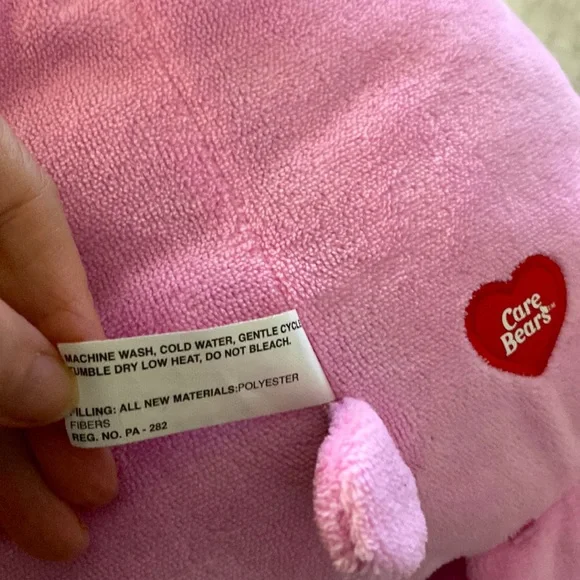 MACHINE WASH, COLD WATER, GENTLE CYCLE
TUMBLE DRY LOW HEAT, DO NOT BLEACH.
FILLING: ALL NEW MATERIALS:POLYESTER
FIBERS
REG. NO. PA - 282
Care
Bears™